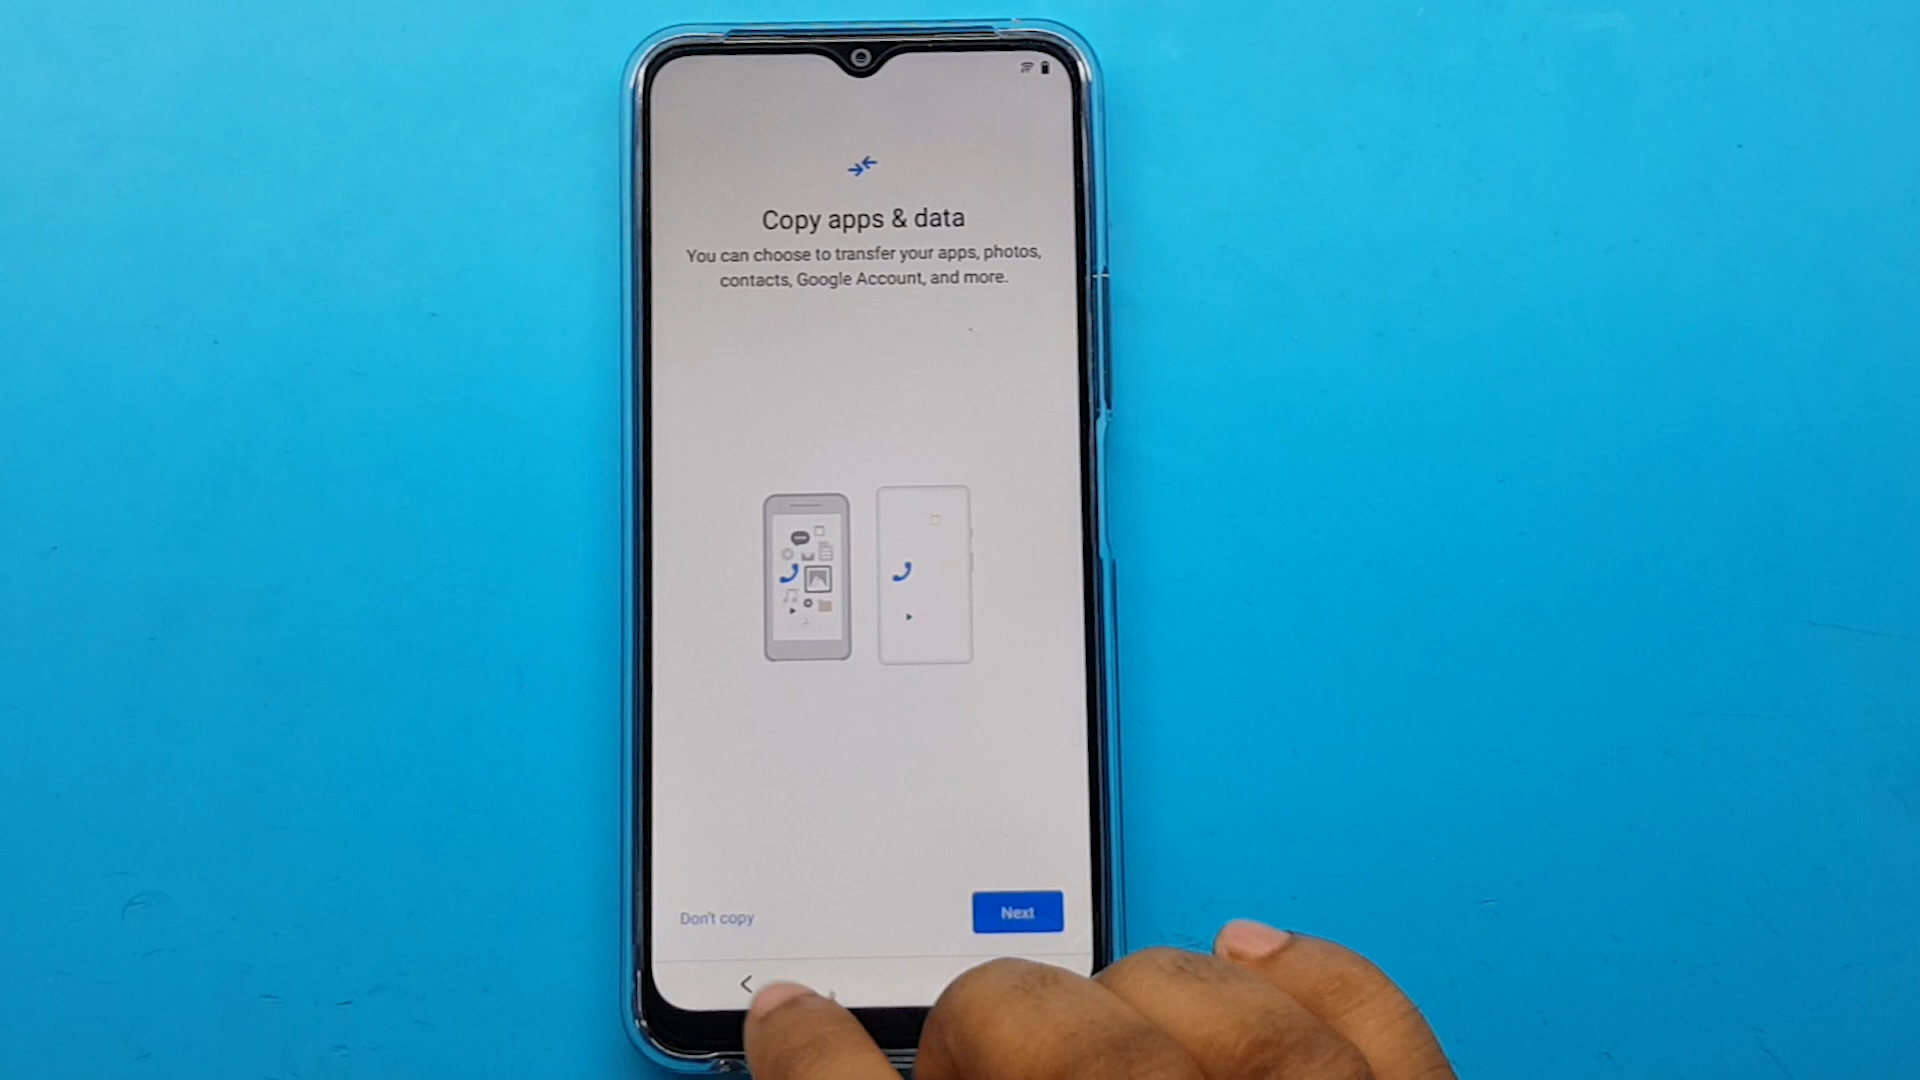 Copy apps & data
You can choose to transfer your apps, photos,
contacts, Google Account, and more.
Don't copy
Next